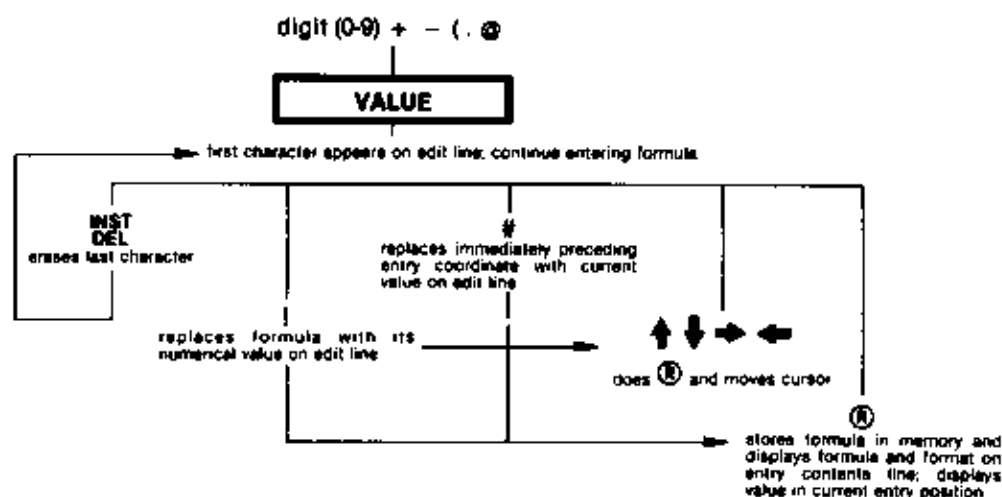 digit (0-9) + - ( . @
VALUE
first character appears on edit line; continue entering formula
INST
DEL
erases last character
#
replaces immediately preceding
entry coordinate with current
value on edit line
replaces formula with its
numerical value on edit line
does Ⓡ and moves cursor
Ⓡ
stores formula in memory and
displays formula and format on
entry contents line; displays
value in current entry position